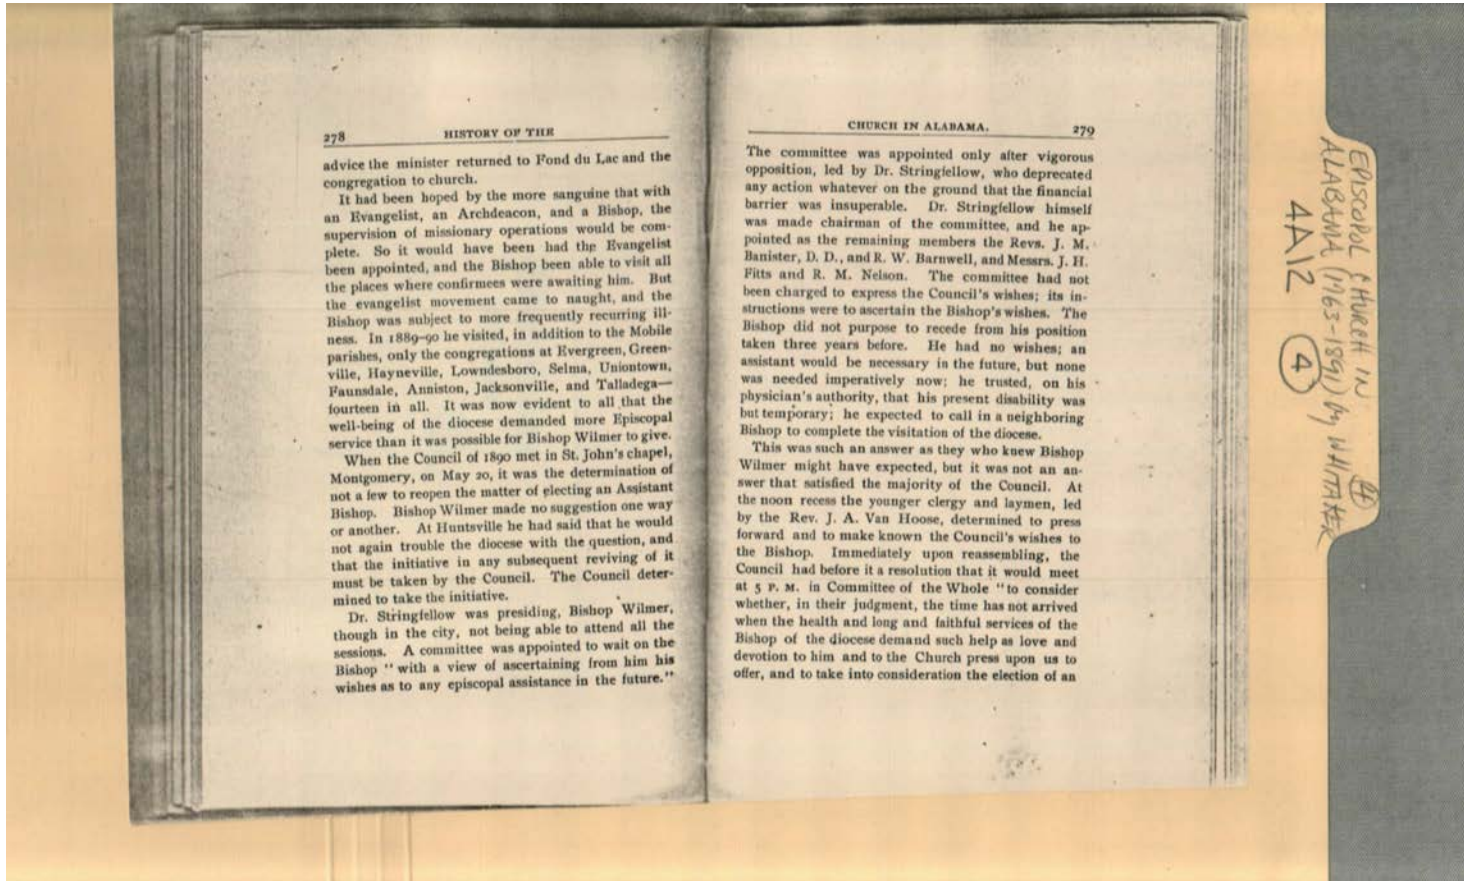 278 HISTORY OF THE
advice the minister returned to Fond du Lac and the
congregation to church.
It had been hoped by the more sanguine that with
an Evangelist, an Archdeacon, and a Bishop, the
supervision of missionary operations would be com-
plete. So it would have been had the Evangelist
been appointed, and the Bishop been able to visit all
the places where confirmees were awaiting him. But
the evangelist movement came to naught, and the
Bishop was subject to more frequently recurring ill-
ness. In 1889-90 he visited, in addition to the Mobile
parishes, only the congregations at Evergreen, Green-
ville, Hayneville, Lowndesboro, Selma, Uniontown,
Faunsdale, Anniston, Jacksonville, and Talladega—
fourteen in all. It was now evident to all that the
well-being of the diocese demanded more Episcopal
service than it was possible for Bishop Wilmer to give.
When the Council of 1890 met in St. John's chapel,
Montgomery, on May 20, it was the determination of
not a few to reopen the matter of electing an Assistant
Bishop. Bishop Wilmer made no suggestion one way
or another. At Huntsville he had said that he would
not again trouble the diocese with the question, and
that the initiative in any subsequent reviving of it
must be taken by the Council. The Council deter-
mined to take the initiative.
Dr. Stringfellow was presiding, Bishop Wilmer,
though in the city, not being able to attend all the
sessions. A committee was appointed to wait on the
Bishop "with a view of ascertaining from him his
wishes as to any episcopal assistance in the future."
CHURCH IN ALABAMA. 279
The committee was appointed only after vigorous
opposition, led by Dr. Stringfellow, who deprecated
any action whatever on the ground that the financial
barrier was insuperable. Dr. Stringfellow himself
was made chairman of the committee, and he ap-
pointed as the remaining members the Revs. J. M.
Banister, D. D., and R. W. Barnwell, and Messrs. J. H.
Fitts and R. M. Nelson. The committee had not
been charged to express the Council's wishes; its in-
structions were to ascertain the Bishop's wishes. The
Bishop did not purpose to recede from his position
taken three years before. He had no wishes; an
assistant would be necessary in the future, but none
was needed imperatively now; he trusted, on his
physician's authority, that his present disability was
but temporary; he expected to call in a neighboring
Bishop to complete the visitation of the diocese.
This was such an answer as they who knew Bishop
Wilmer might have expected, but it was not an an-
swer that satisfied the majority of the Council. At
the noon recess the younger clergy and laymen, led
by the Rev. J. A. Van Hoose, determined to press
forward and to make known the Council's wishes to
the Bishop. Immediately upon reassembling, the
Council had before it a resolution that it would meet
at 5 P. M. in Committee of the Whole "to consider
whether, in their judgment, the time has not arrived
when the health and long and faithful services of the
Bishop of the diocese demand such help as love and
devotion to him and to the Church press upon us to
offer, and to take into consideration the election of an
EPISCOPOL CHURCH IN
ALABAMA (1763-1891) by WHITAKER
4A12 4